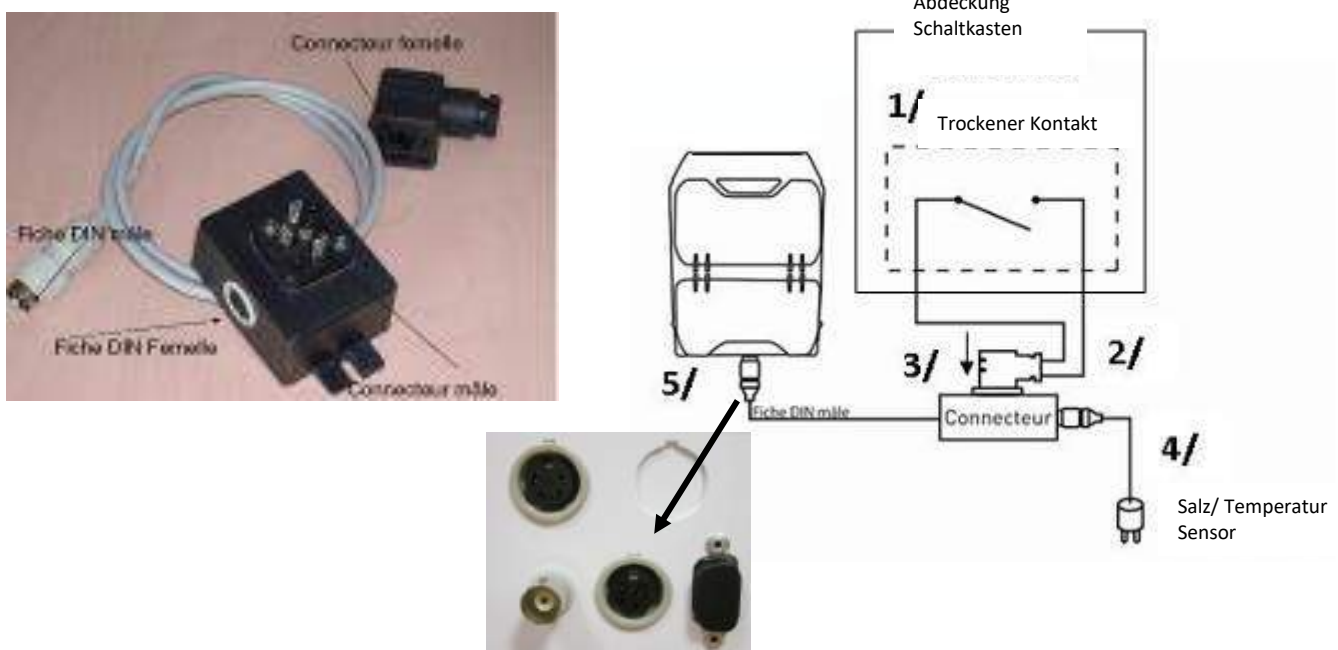 Connecteur femelle
Fiche DIN mâle
Fiche DIN Femelle
Connecteur mâle
Abdeckung
Schaltkasten
1/
Trockener Kontakt
2/
3/
5/
Fiche DIN mâle
Connecteur
4/
Salz/ Temperatur
Sensor